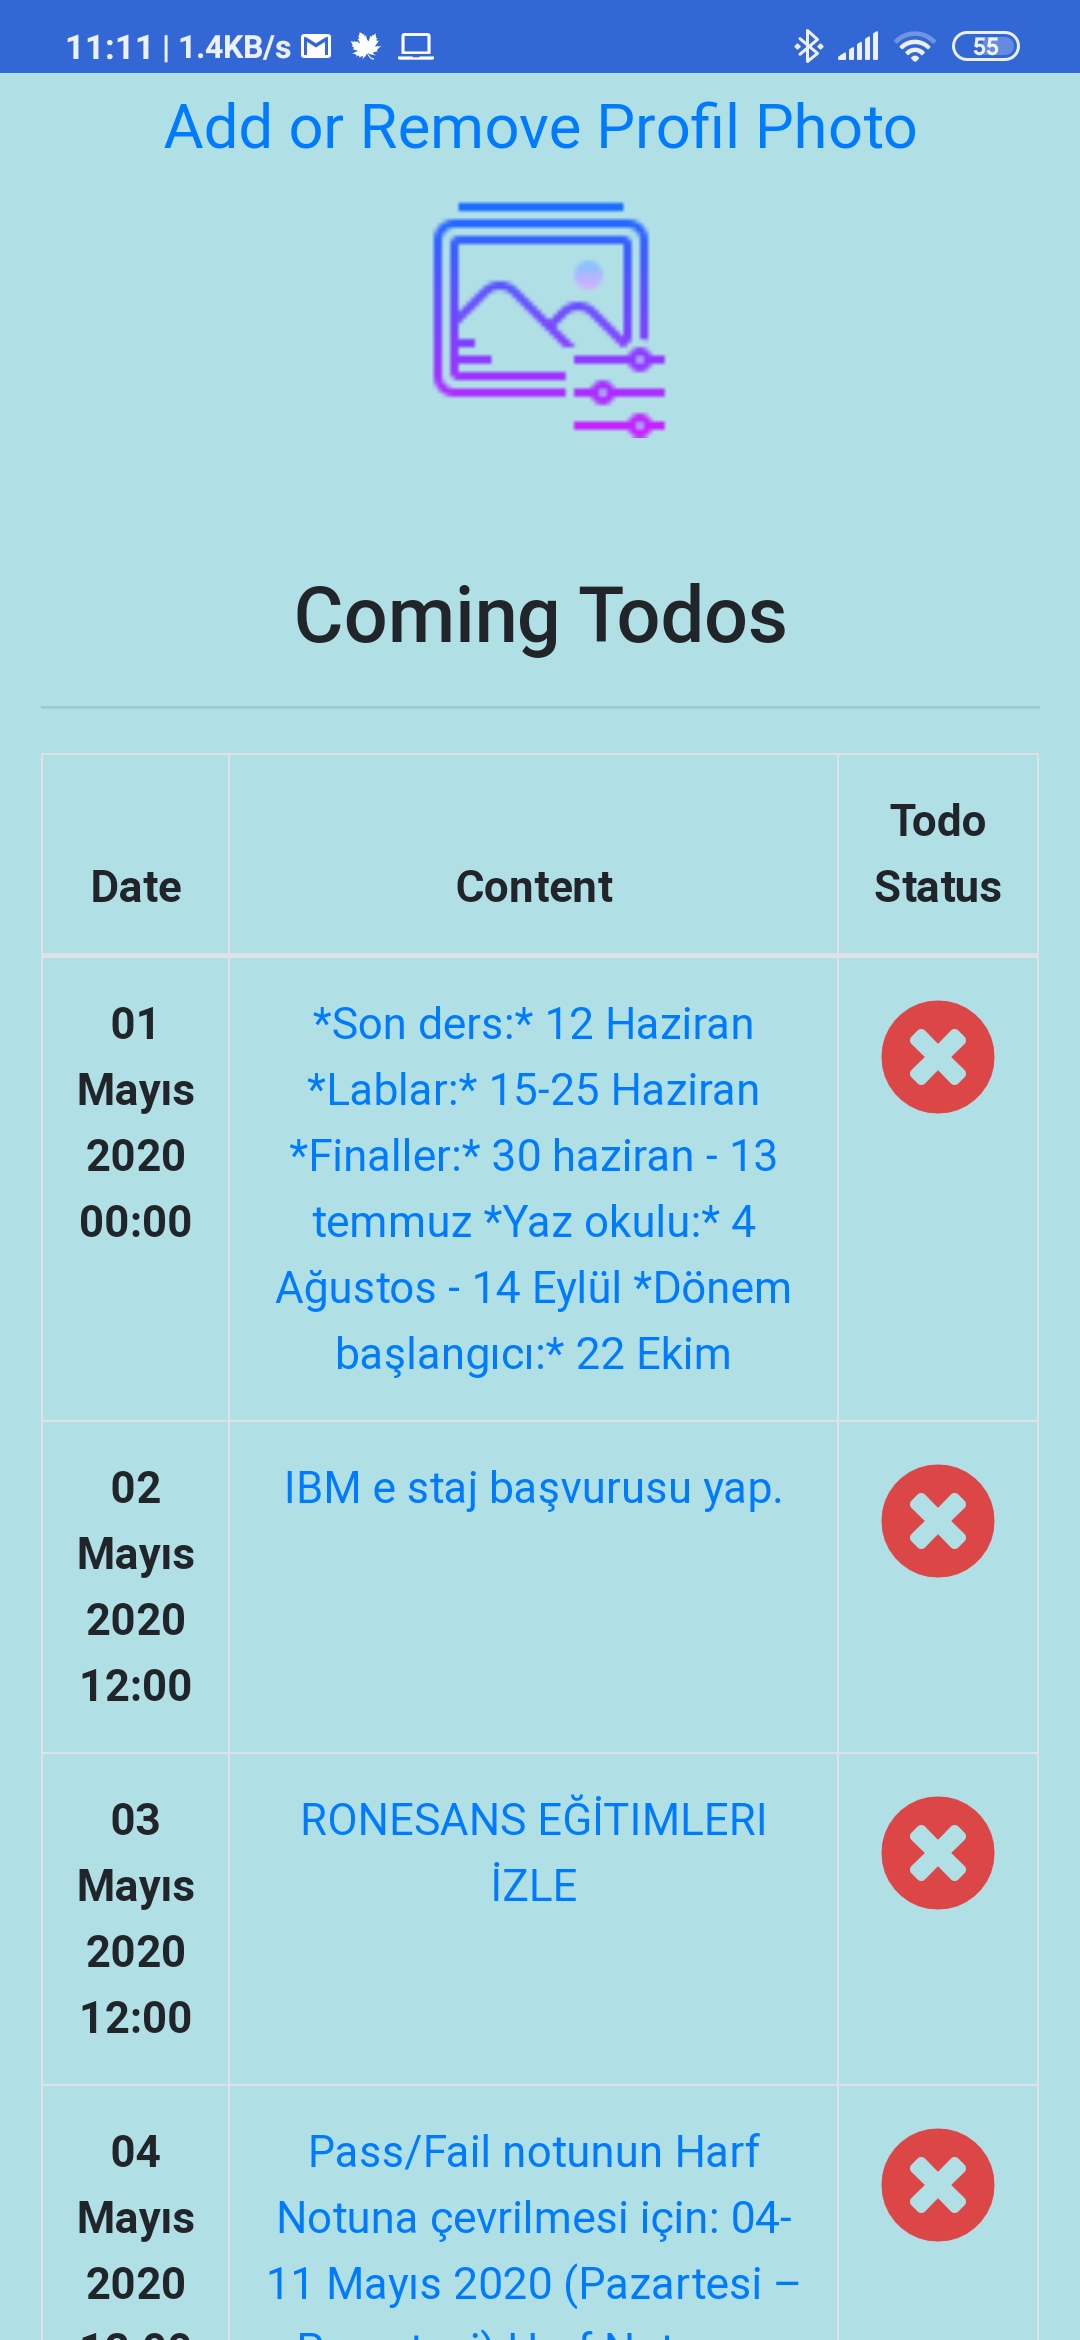 11:11 | 1.4KB/s
55
Add or Remove Profil Photo
Coming Todos
Date
Content
Todo
Status
01
Mayıs
2020
00:00
*Son ders:* 12 Haziran
*Lablar:* 15-25 Haziran
*Finaller:* 30 haziran - 13
temmuz *Yaz okulu:* 4
Ağustos - 14 Eylül *Dönem
başlangıcı:* 22 Ekim
02
Mayıs
2020
12:00
IBM e staj başvurusu yap.
03
Mayıs
2020
12:00
RONESANS EĞİTIMLERI
İZLE
04
Mayıs
2020
Pass/Fail notunun Harf
Notuna çevrilmesi için: 04-
11 Mayıs 2020 (Pazartesi –